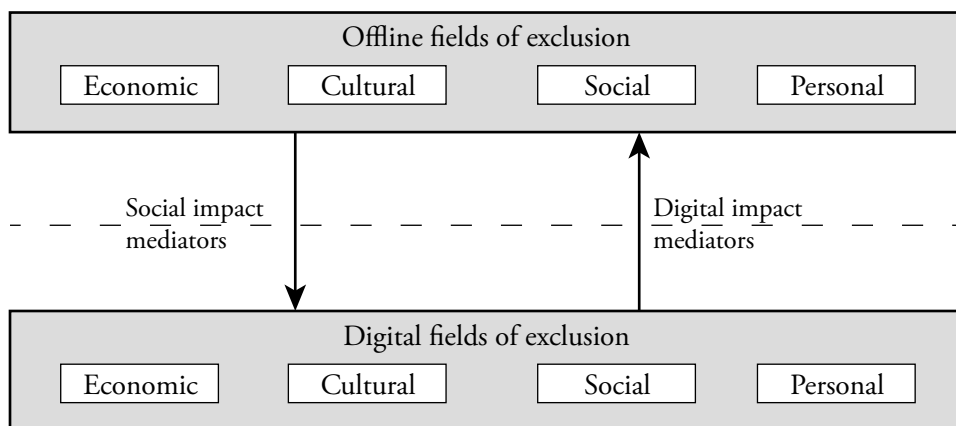 Offline fields of exclusion
Economic Cultural Social Personal
Social impact
mediators
Digital impact
mediators
Digital fields of exclusion
Economic Cultural Social Personal